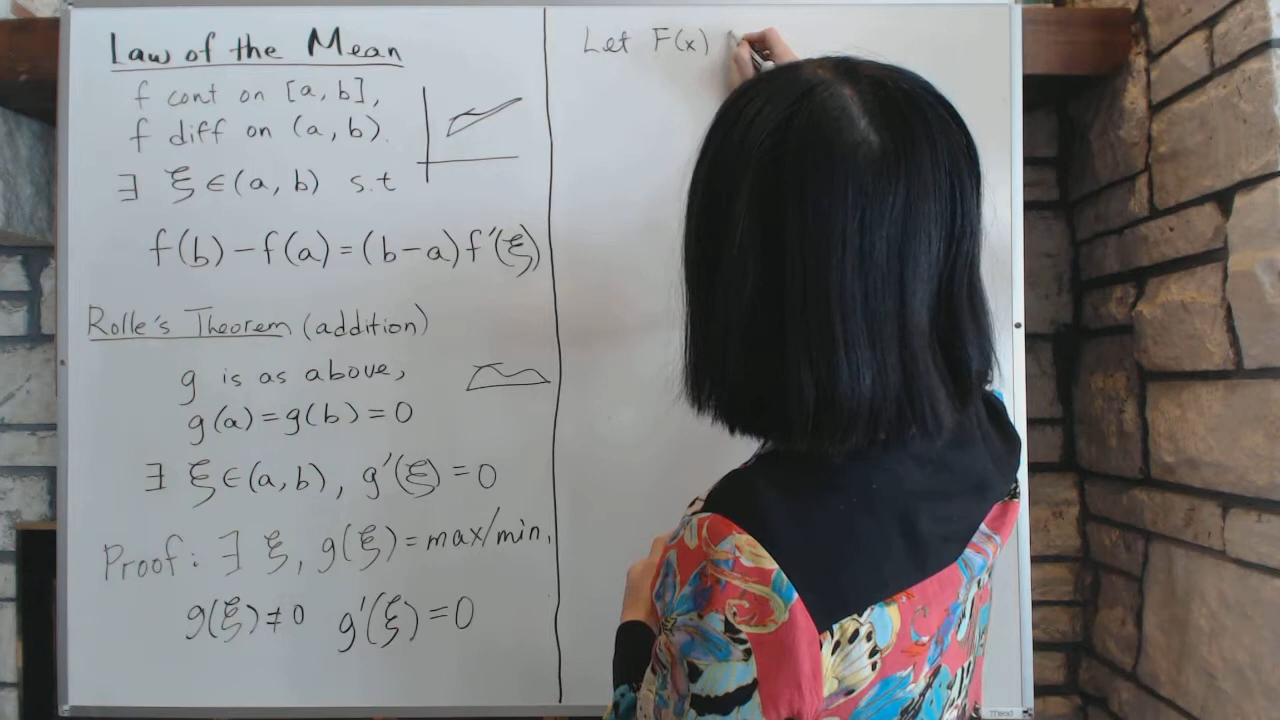 Law of the Mean
f cont on [a, b],
f diff on (a, b).
∃ ξ ∈ (a, b) s.t
f(b) – f(a) = (b–a) f'(ξ)
Rolle's Theorem (addition)
g is as above,
g(a) = g(b) = 0
∃ ξ ∈ (a, b), g'(ξ) = 0
Proof: ∃ ξ, g(ξ) = max/min.
g(ξ) ≠ 0 g'(ξ) = 0
Let F(x)
Mead